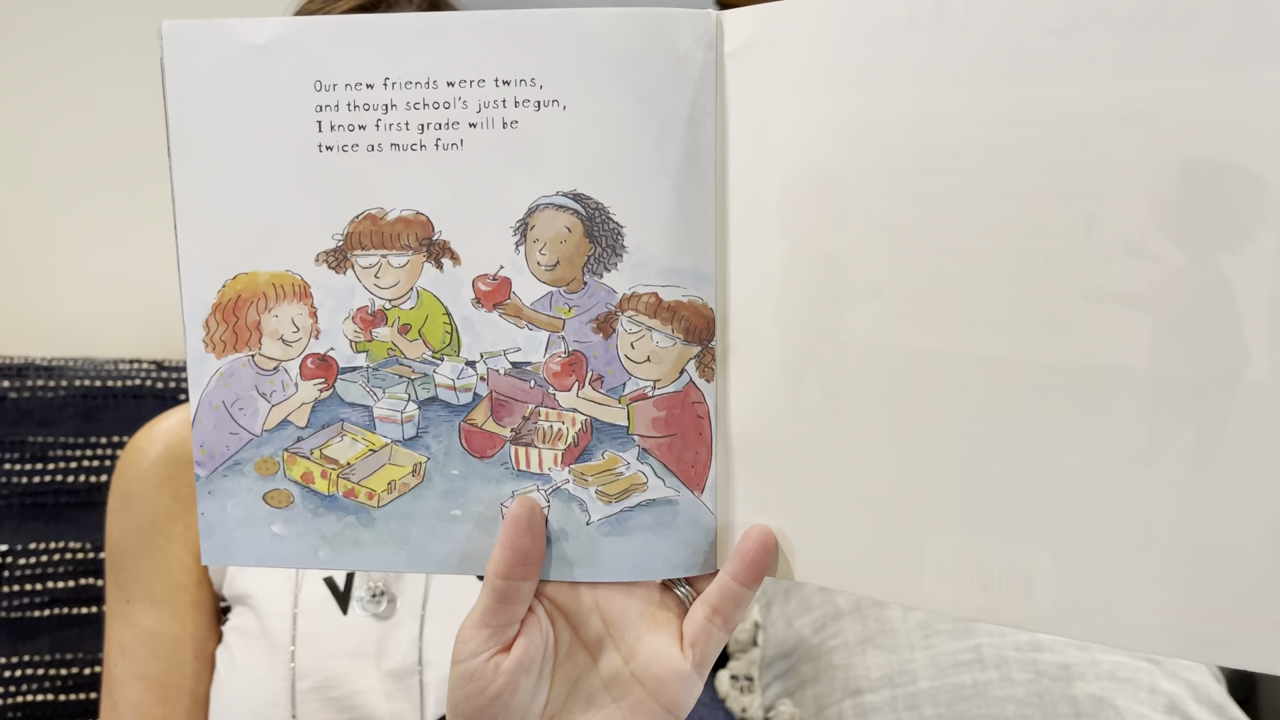 Our new friends were twins,
and though school's just begun,
I know first grade will be
twice as much fun!
V